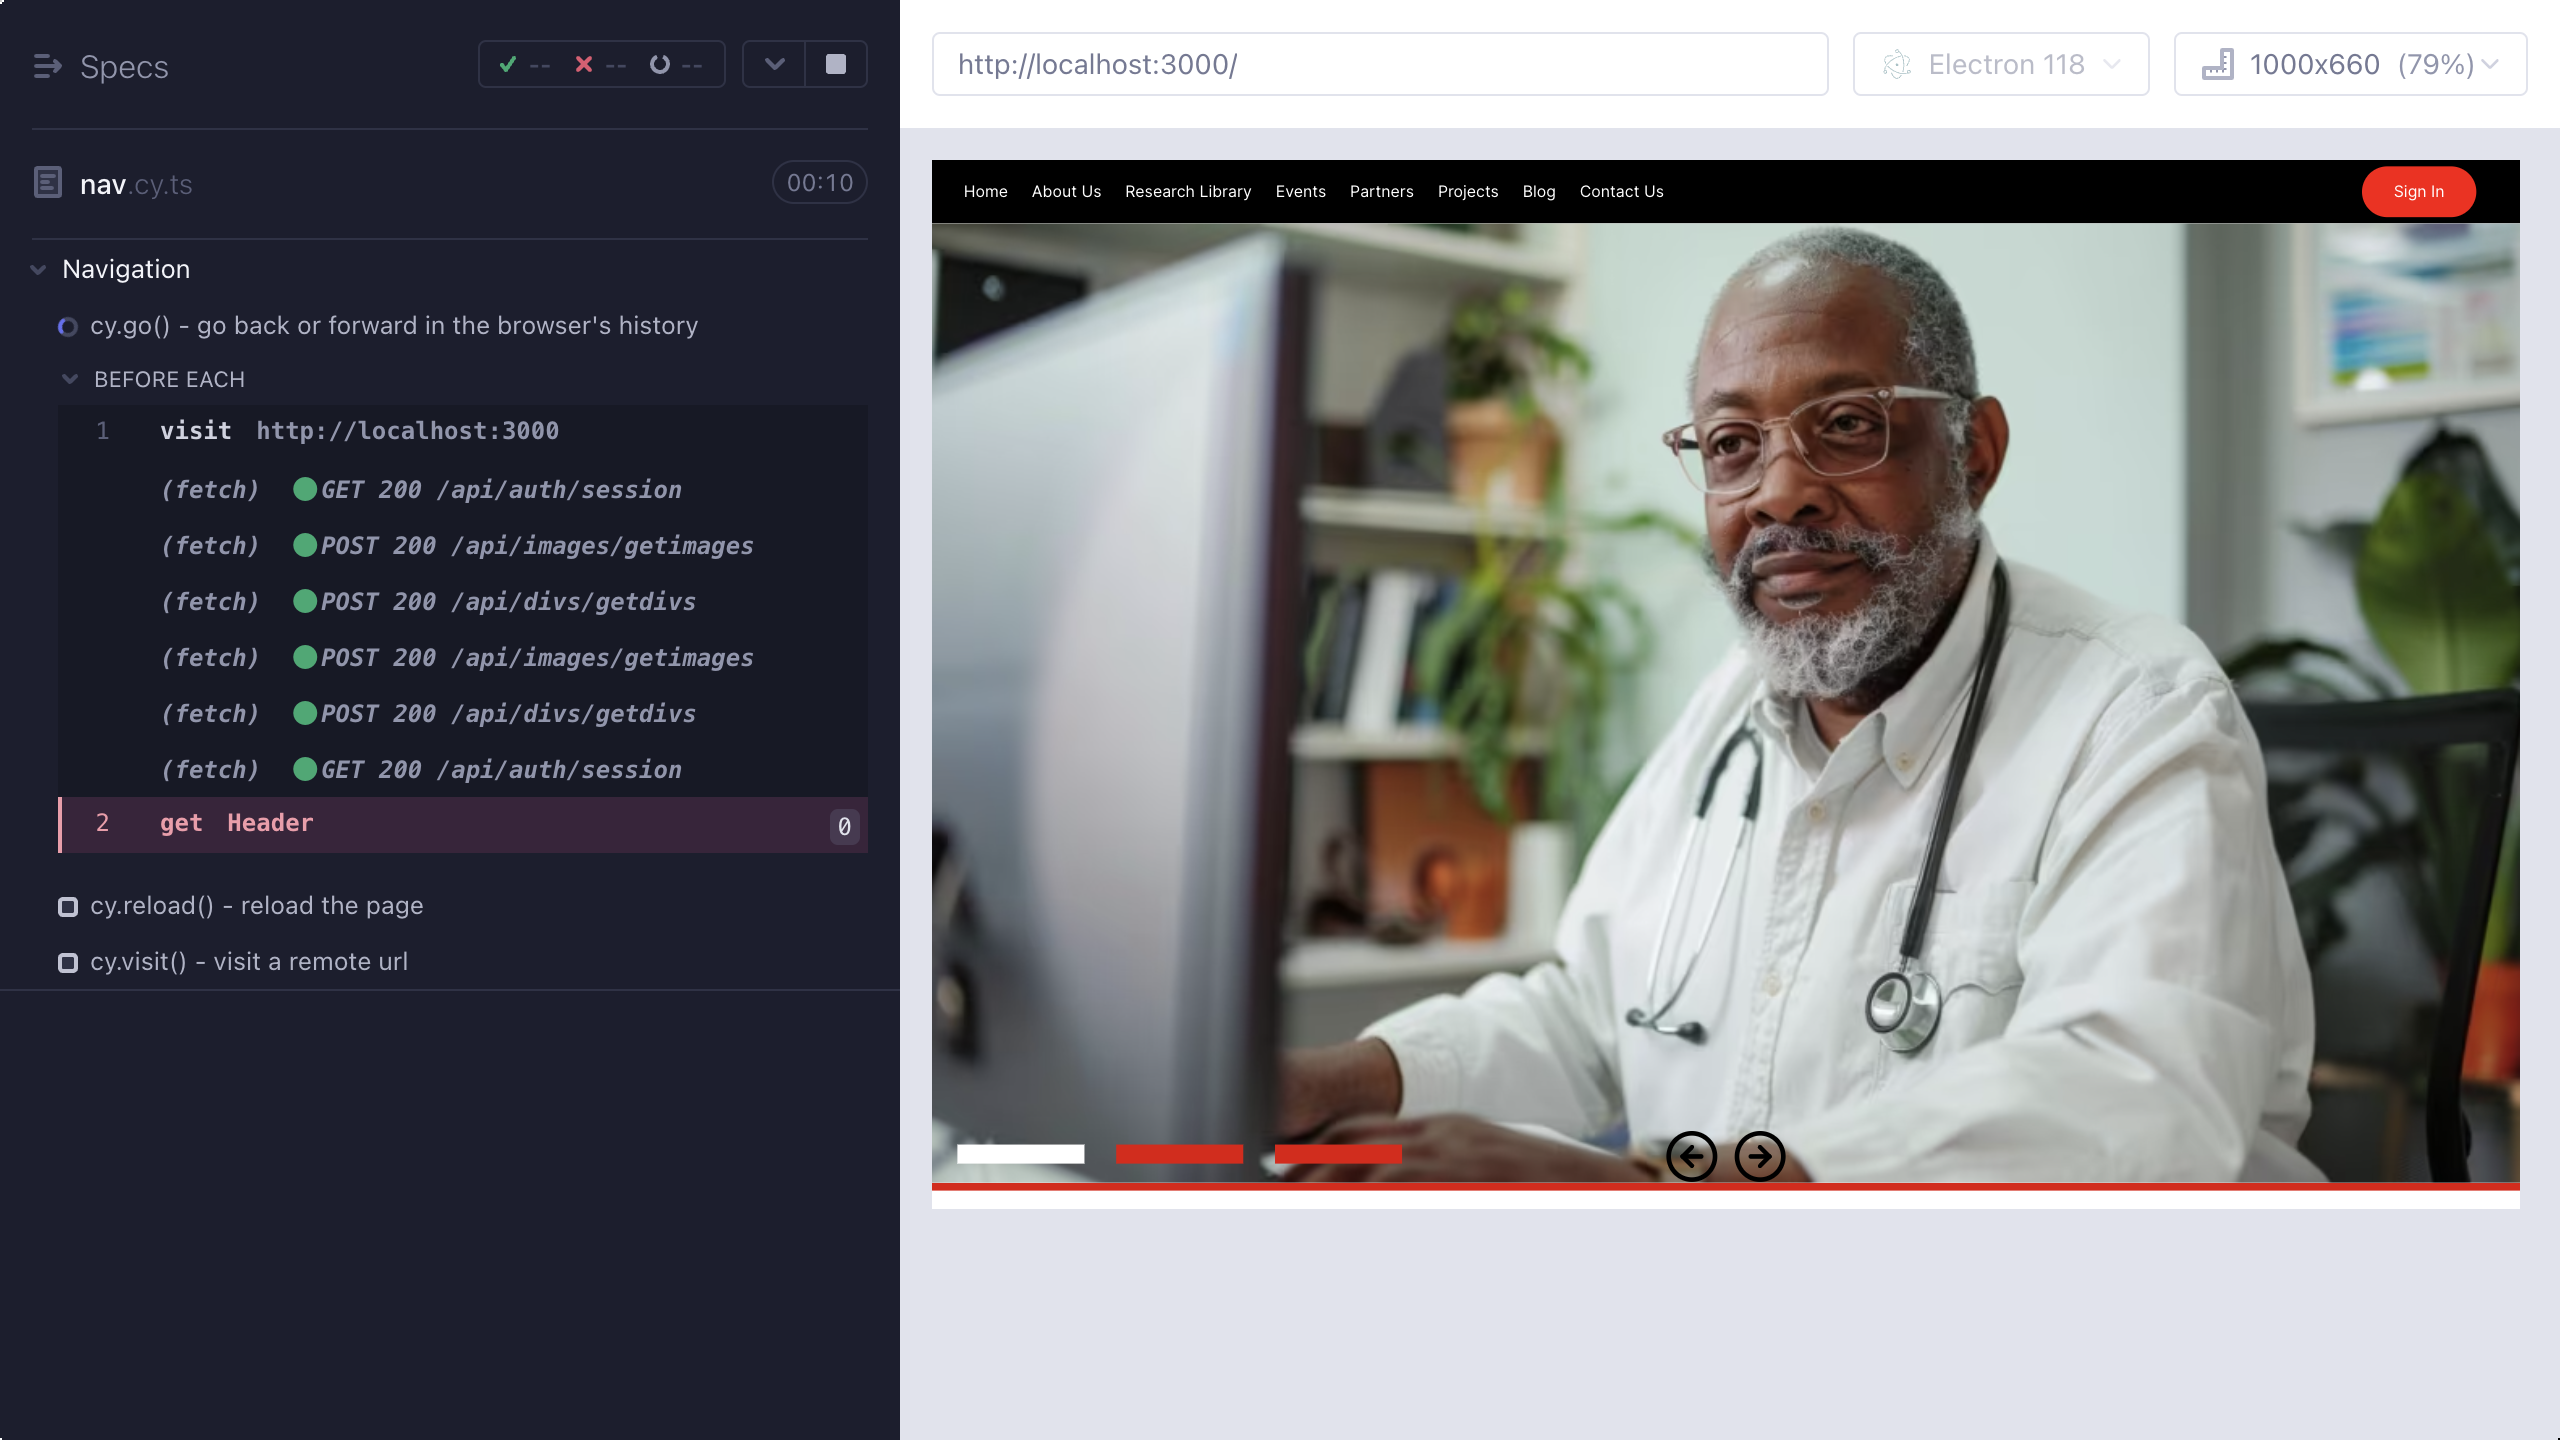 Specs
-- -- --
nav.cy.ts
00:10
Navigation
cy.go() - go back or forward in the browser's history
BEFORE EACH
1 visit http://localhost:3000
(fetch) GET 200 /api/auth/session
(fetch) POST 200 /api/images/getimages
(fetch) POST 200 /api/divs/getdivs
(fetch) POST 200 /api/images/getimages
(fetch) POST 200 /api/divs/getdivs
(fetch) GET 200 /api/auth/session
2 get Header 0
cy.reload() - reload the page
cy.visit() - visit a remote url
http://localhost:3000/
Electron 118
1000x660 (79%)
Home About Us Research Library Events Partners Projects Blog Contact Us
Sign In